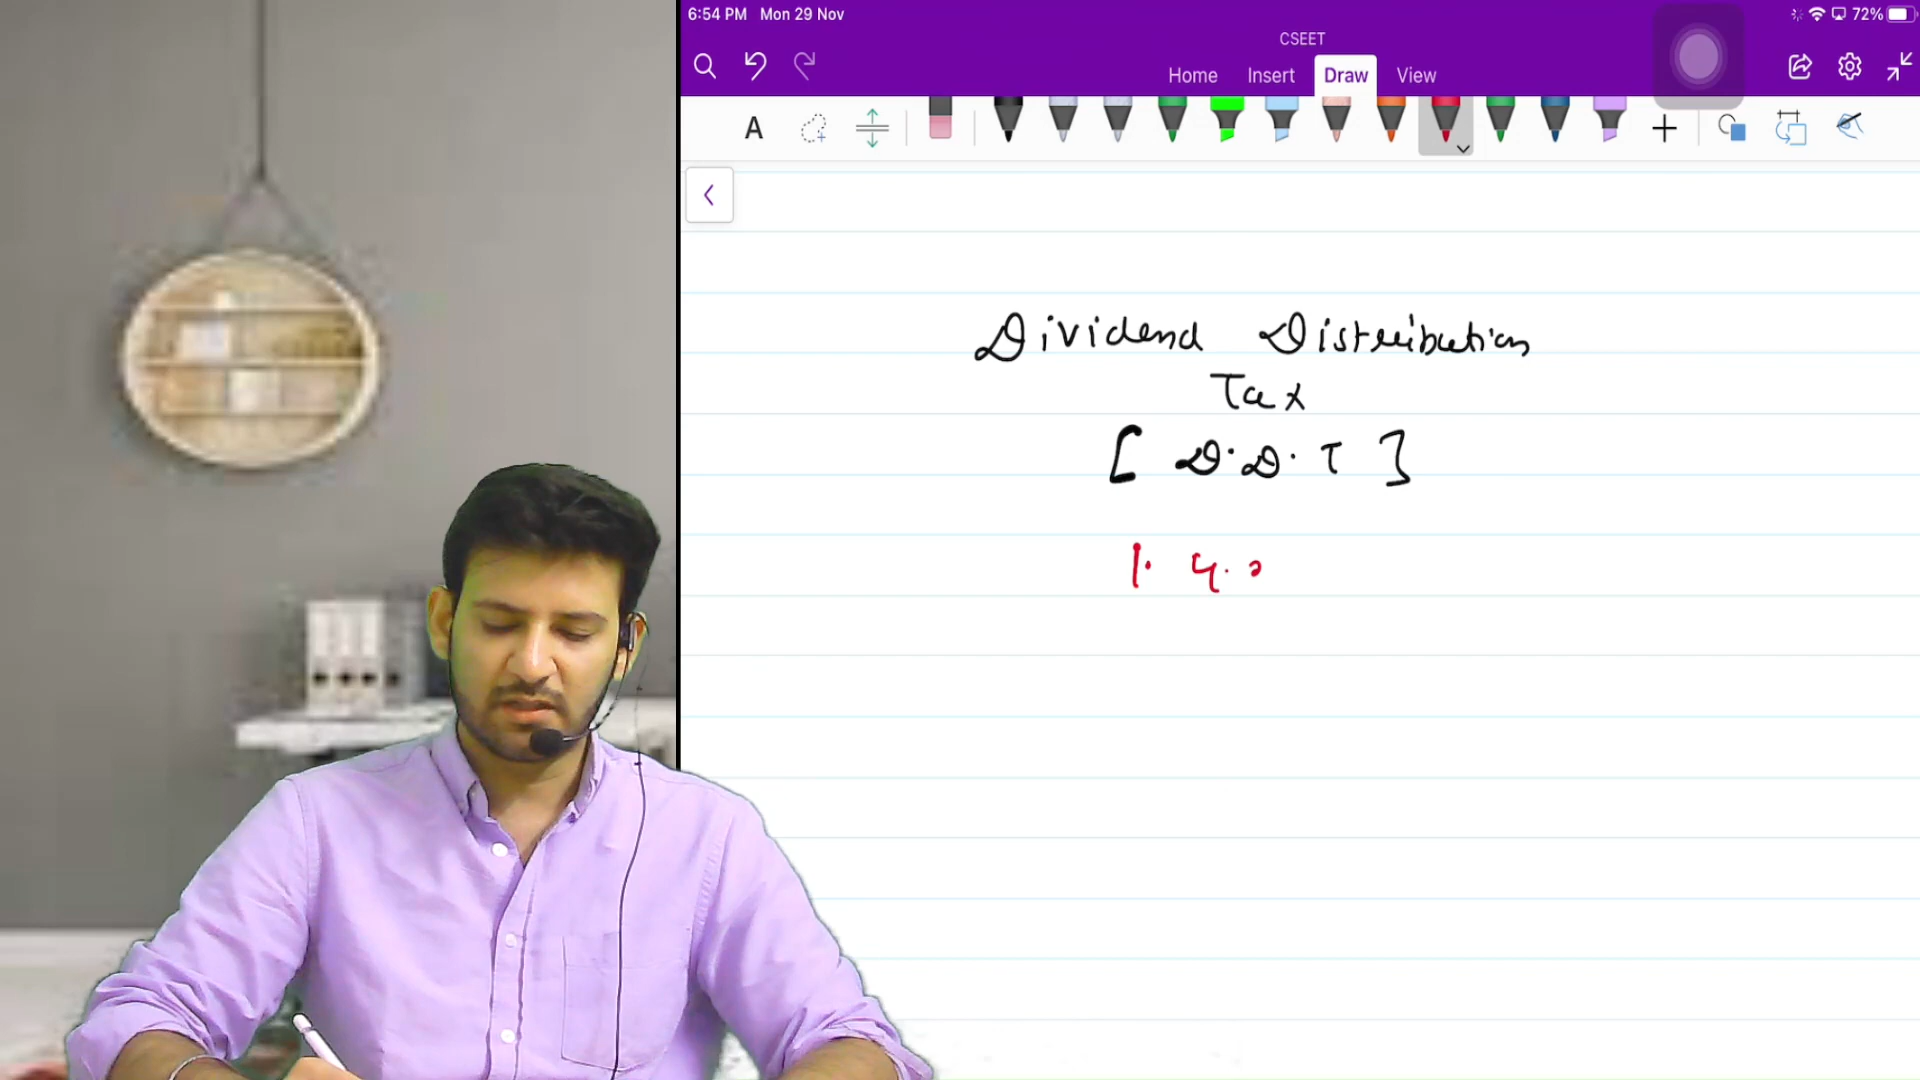 6:54 PM Mon 29 Nov
72%
CSEET
Home Insert Draw View
A
Dividend Distribution
Tax
[ D.D.T ]
1. 4. 2